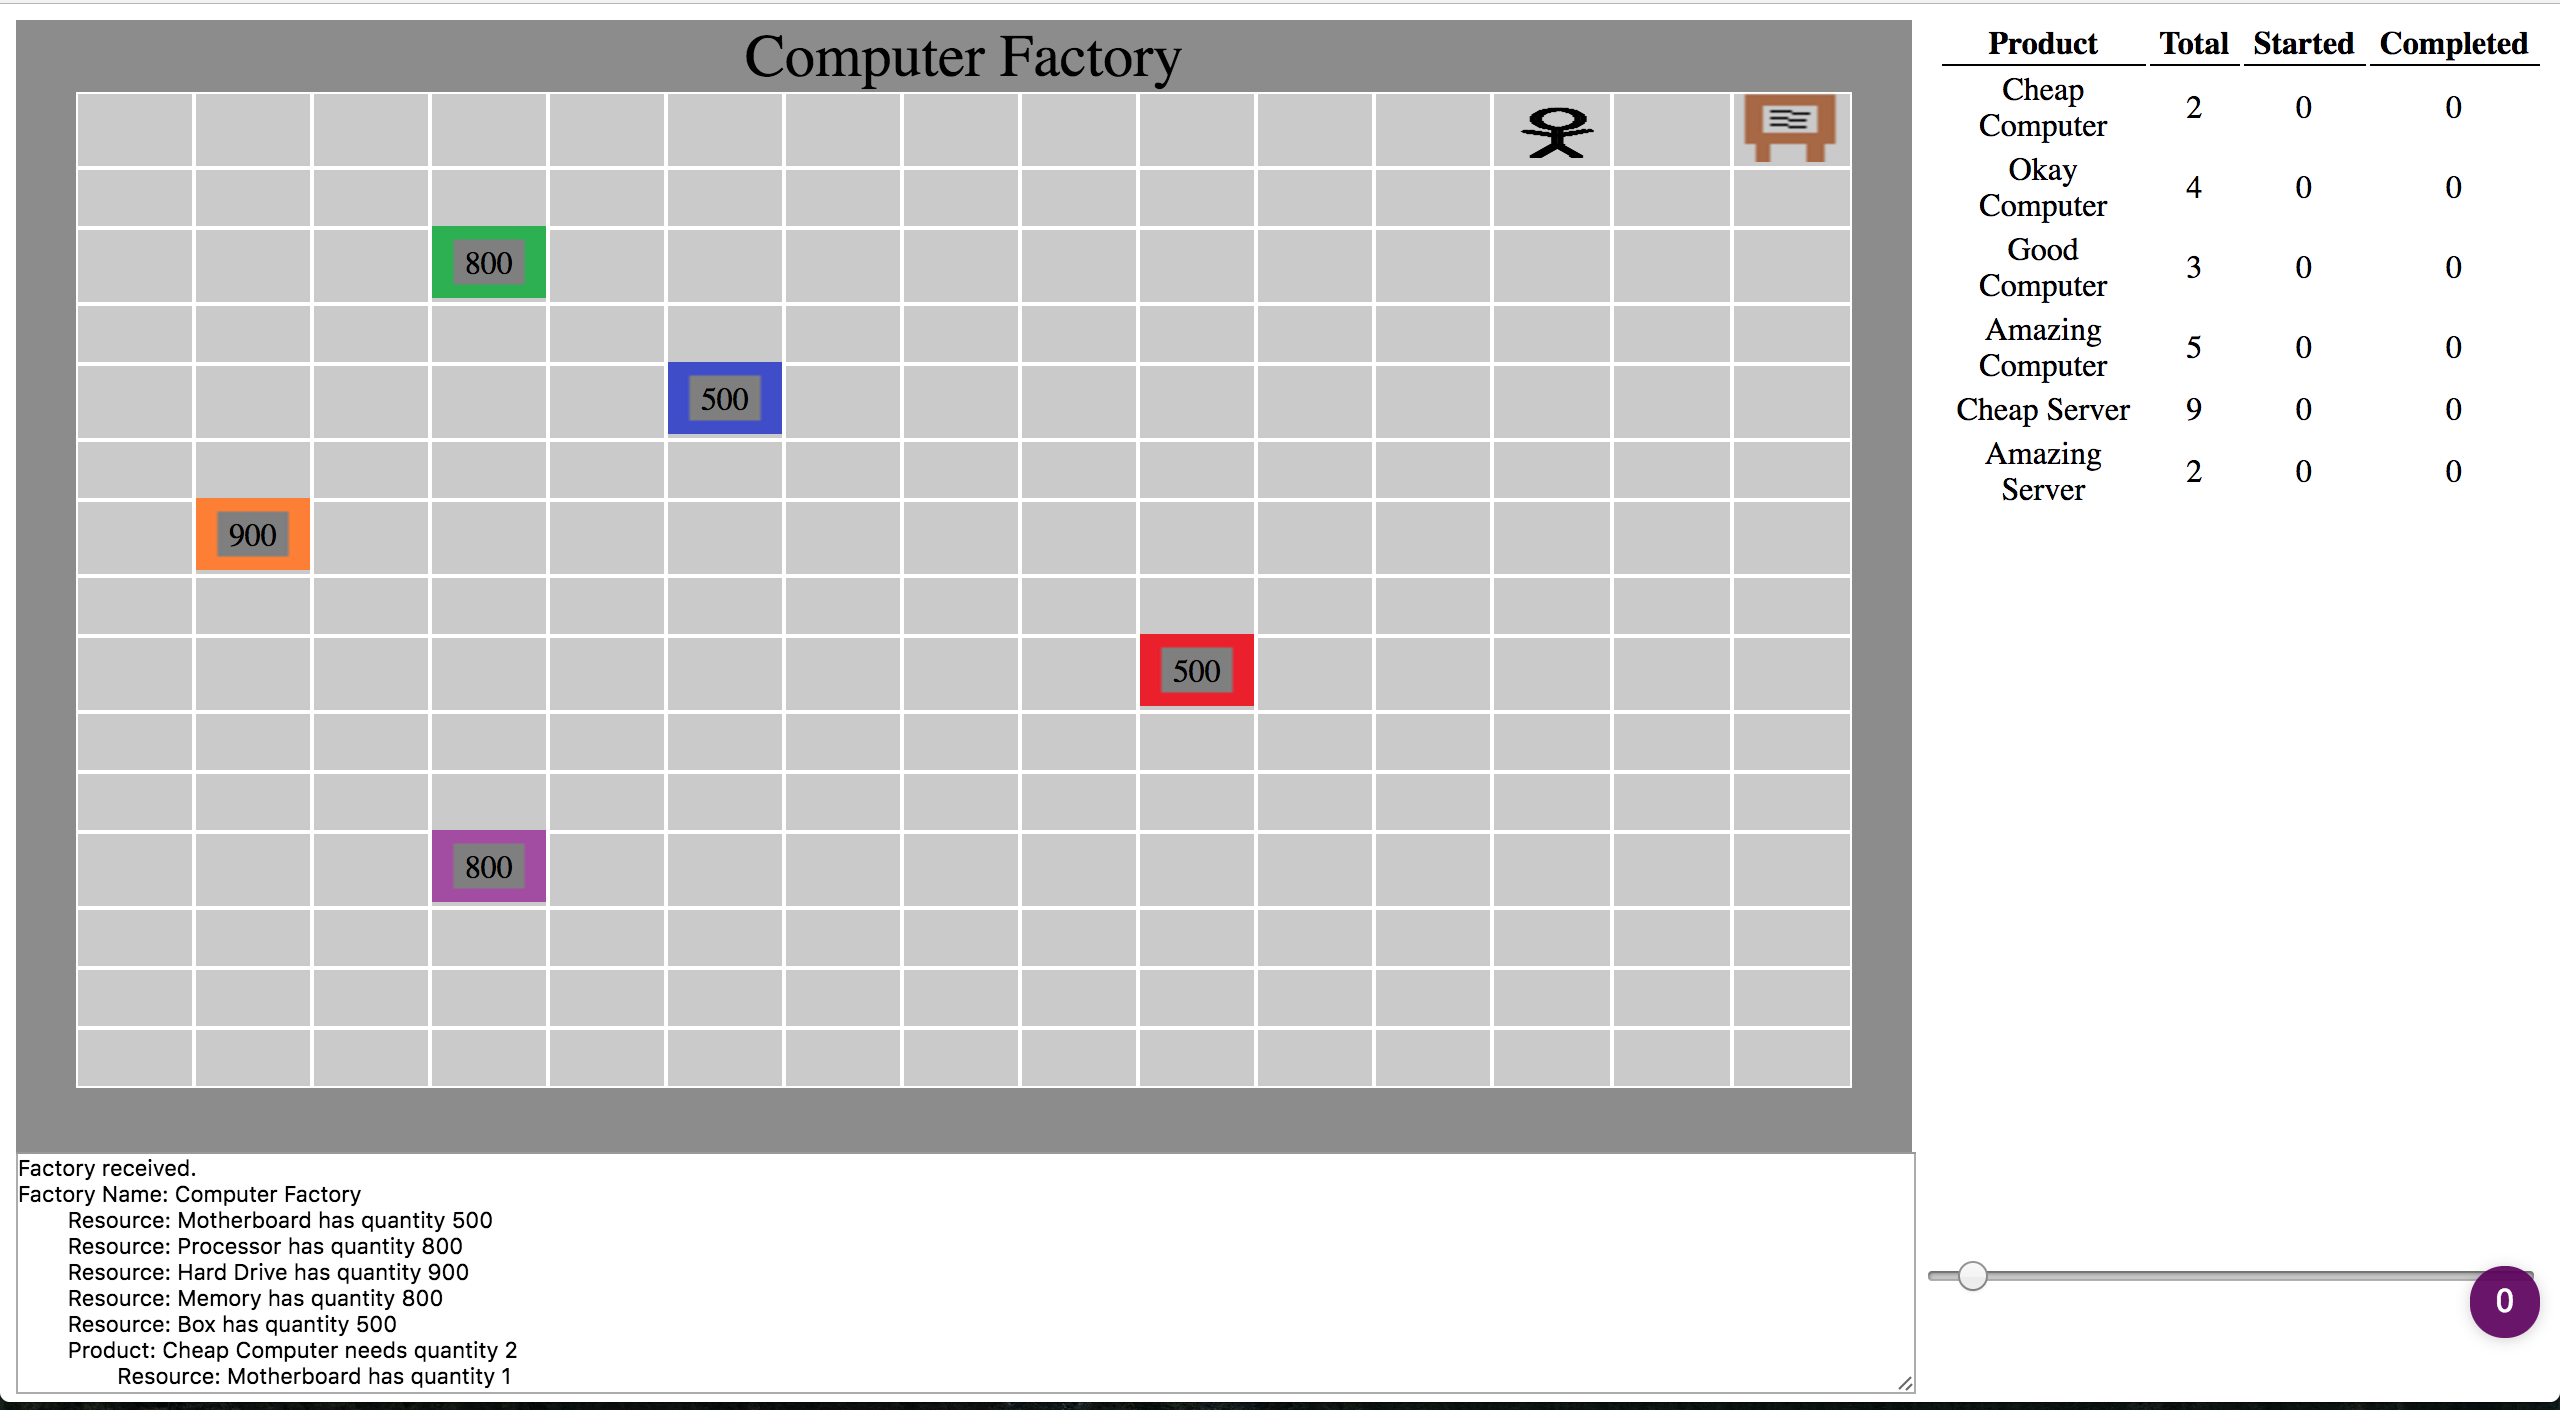 Computer Factory
Product Total Started Completed
Cheap
Computer 2 0 0
Okay
Computer 4 0 0
Good
Computer 3 0 0
Amazing
Computer 5 0 0
Cheap Server 9 0 0
Amazing
Server 2 0 0
800
500
900
500
800
Factory received.
Factory Name: Computer Factory
Resource: Motherboard has quantity 500
Resource: Processor has quantity 800
Resource: Hard Drive has quantity 900
Resource: Memory has quantity 800
Resource: Box has quantity 500
Product: Cheap Computer needs quantity 2
Resource: Motherboard has quantity 1
0